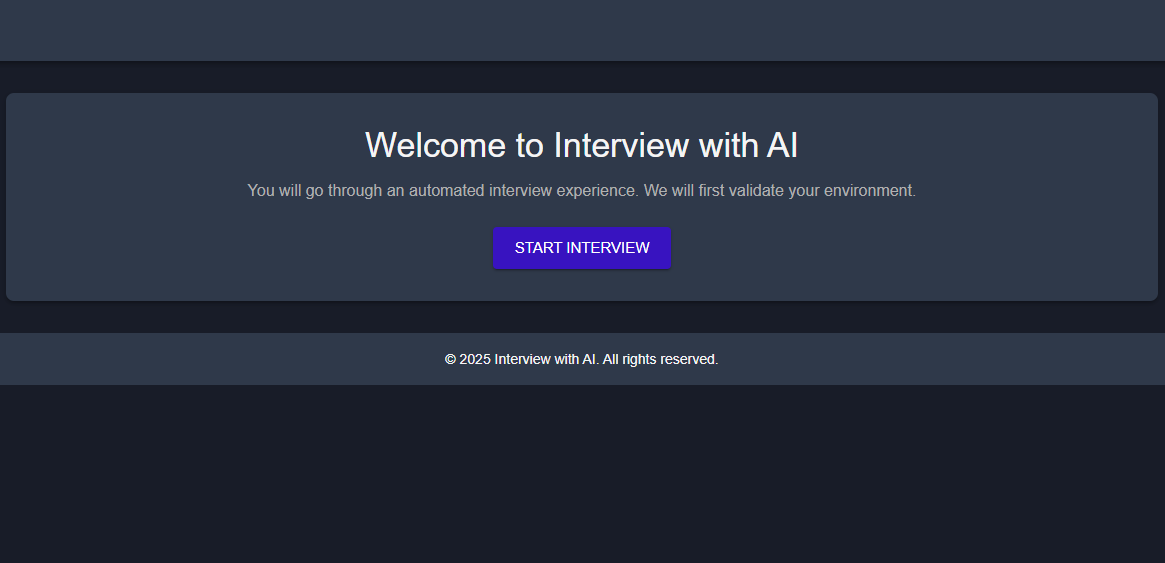 Welcome to Interview with AI
You will go through an automated interview experience. We will first validate your environment.
START INTERVIEW
© 2025 Interview with AI. All rights reserved.